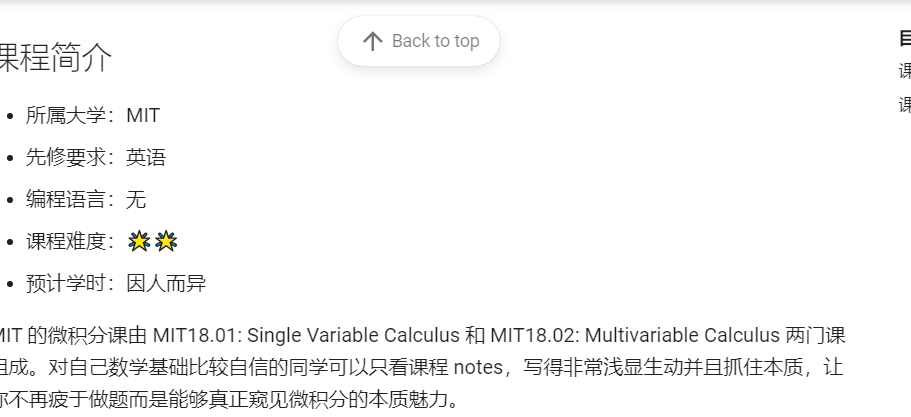 Back to top
课程简介
所属大学：MIT
先修要求：英语
编程语言：无
课程难度：🌟🌟
预计学时：因人而异
MIT 的微积分课由 MIT18.01: Single Variable Calculus 和 MIT18.02: Multivariable Calculus 两门课
组成。对自己数学基础比较自信的同学可以只看课程 notes，写得非常浅显生动并且抓住本质，让
你不再疲于做题而是能够真正窥见微积分的本质魅力。
目
课
课